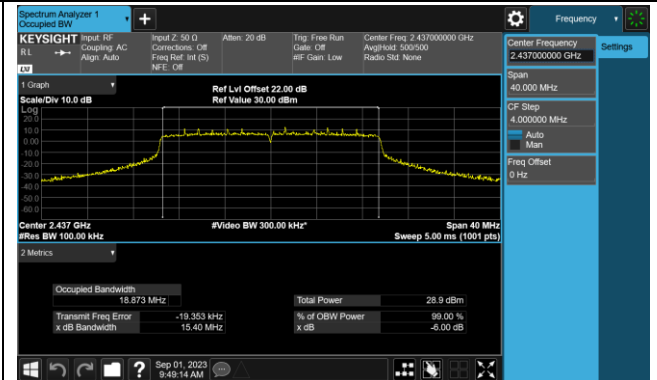 Spectrum Analyzer 1
Occupied BW
Frequency
KEYSIGHT
RL
LXI
Input: RF
Coupling: AC
Align: Auto
Input Z: 50 Ω
Corrections: Off
Freq Ref: Int (S)
NFE: Off
Atten: 20 dB
Trig: Free Run
Gate: Off
#IF Gain: Low
Center Freq: 2.437000000 GHz
Avg|Hold: 500/500
Radio Std: None
Center Frequency
2.437000000 GHz
Settings
Span
40.000 MHz
CF Step
4.000000 MHz
Auto
Man
Freq Offset
0 Hz
1 Graph
Scale/Div 10.0 dB
Ref Lvl Offset 22.00 dB
Ref Value 30.00 dBm
Log
20.0
10.0
0.00
-10.0
-20.0
-30.0
-40.0
-50.0
-60.0
Center 2.437 GHz
#Res BW 100.00 kHz
#Video BW 300.00 kHz*
Span 40 MHz
Sweep 5.00 ms (1001 pts)
2 Metrics
Occupied Bandwidth
18.873 MHz
Total Power 28.9 dBm
Transmit Freq Error -19.353 kHz
% of OBW Power 99.00 %
x dB Bandwidth 15.40 MHz
x dB -6.00 dB
?
Sep 01, 2023
9:49:14 AM